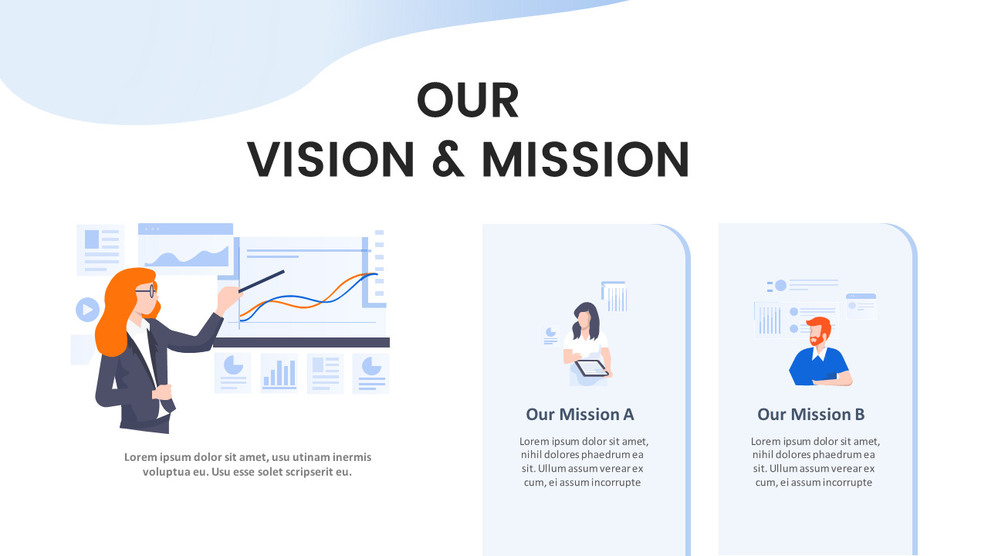 OUR
VISION & MISSION
Lorem ipsum dolor sit amet, usu utinam inermis
voluptua eu. Usu esse solet scripserit eu.
Our Mission A
Lorem ipsum dolor sit amet,
nihil dolores phaedrum ea
sit. Ullum assum verear ex
cum, ei assum incorrupte
Our Mission B
Lorem ipsum dolor sit amet,
nihil dolores phaedrum ea
sit. Ullum assum verear ex
cum, ei assum incorrupte